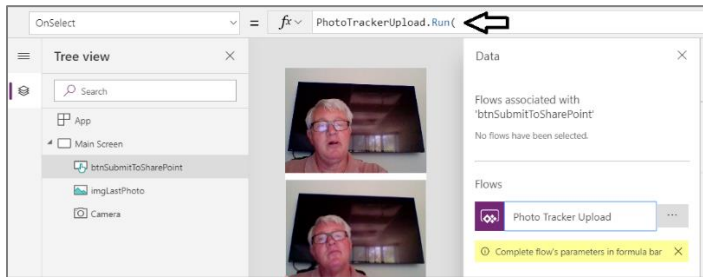 OnSelect
=
fx
PhotoTrackerUpload.Run(
Tree view
Search
App
Main Screen
btnSubmitToSharePoint
imgLastPhoto
Camera
Data
Flows associated with
'btnSubmitToSharePoint'
No flows have been selected.
Flows
Photo Tracker Upload
...
Complete flow's parameters in formula bar